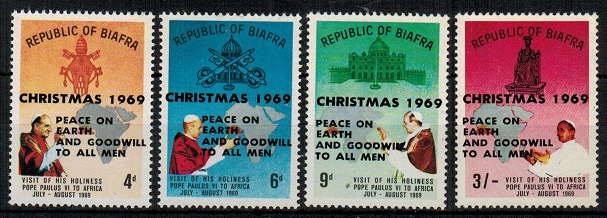 REPUBLIC OF BIAFRA
CHRISTMAS 1969
PEACE ON
EARTH
AND GOODWILL
TO ALL MEN
VISIT OF HIS HOLINESS
POPE PAULUS VI TO AFRICA
JULY - AUGUST 1969
4d
REPUBLIC OF BIAFRA
CHRISTMAS 1969
PEACE ON
EARTH
AND GOODWILL
TO ALL MEN
VISIT OF HIS HOLINESS
POPE PAULUS VI TO AFRICA
JULY - AUGUST 1969
6d
REPUBLIC OF BIAFRA
CHRISTMAS 1969
PEACE ON
EARTH
AND GOODWILL
TO ALL MEN
9d
VISIT OF HIS HOLINESS
POPE PAULUS VI TO AFRICA
JULY - AUGUST 1969
REPUBLIC OF BIAFRA
CHRISTMAS 1969
PEACE ON
EARTH
AND GOODWILL
TO ALL MEN
3/-
VISIT OF HIS HOLINESS
POPE PAULUS VI TO AFRICA
JULY - AUGUST 1969